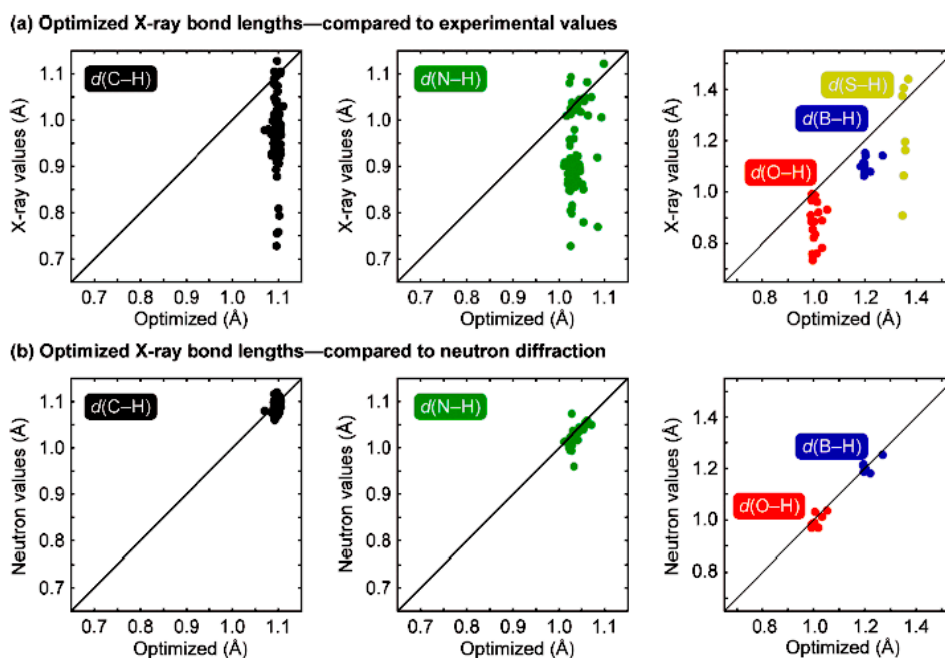 (a) Optimized X-ray bond lengths—compared to experimental values
X-ray values (Å)
1.1
1.0
0.9
0.8
0.7
d(C–H)
0.7 0.8 0.9 1.0 1.1
Optimized (Å)
X-ray values (Å)
1.1
1.0
0.9
0.8
0.7
d(N–H)
0.7 0.8 0.9 1.0 1.1
Optimized (Å)
X-ray values (Å)
1.4
1.2
1.0
0.8
d(S–H)
d(B–H)
d(O–H)
0.8 1.0 1.2 1.4
Optimized (Å)
(b) Optimized X-ray bond lengths—compared to neutron diffraction
Neutron values (Å)
1.1
1.0
0.9
0.8
0.7
d(C–H)
0.7 0.8 0.9 1.0 1.1
Optimized (Å)
Neutron values (Å)
1.1
1.0
0.9
0.8
0.7
d(N–H)
0.7 0.8 0.9 1.0 1.1
Optimized (Å)
Neutron values (Å)
1.4
1.2
1.0
0.8
d(B–H)
d(O–H)
0.8 1.0 1.2 1.4
Optimized (Å)